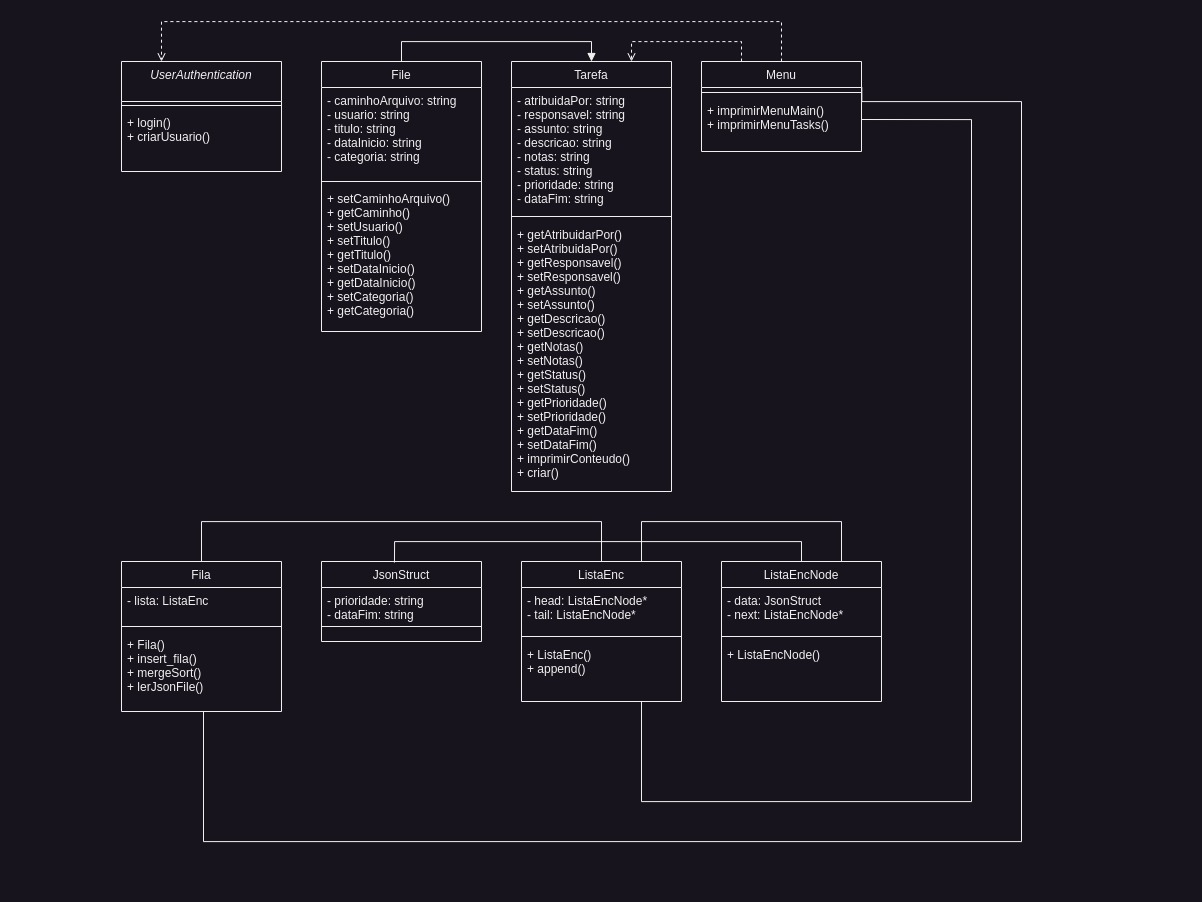 UserAuthentication
+ login()
+ criarUsuario()
File
- caminhoArquivo: string
- usuario: string
- titulo: string
- dataInicio: string
- categoria: string
+ setCaminhoArquivo()
+ getCaminho()
+ setUsuario()
+ setTitulo()
+ getTitulo()
+ setDataInicio()
+ getDataInicio()
+ setCategoria()
+ getCategoria()
Tarefa
- atribuidaPor: string
- responsavel: string
- assunto: string
- descricao: string
- notas: string
- status: string
- prioridade: string
- dataFim: string
+ getAtribuidarPor()
+ setAtribuidaPor()
+ getResponsavel()
+ setResponsavel()
+ getAssunto()
+ setAssunto()
+ getDescricao()
+ setDescricao()
+ getNotas()
+ setNotas()
+ getStatus()
+ setStatus()
+ getPrioridade()
+ setPrioridade()
+ getDataFim()
+ setDataFim()
+ imprimirConteudo()
+ criar()
Menu
+ imprimirMenuMain()
+ imprimirMenuTasks()
Fila
- lista: ListaEnc
+ Fila()
+ insert_fila()
+ mergeSort()
+ lerJsonFile()
JsonStruct
- prioridade: string
- dataFim: string
ListaEnc
- head: ListaEncNode*
- tail: ListaEncNode*
+ ListaEnc()
+ append()
ListaEncNode
- data: JsonStruct
- next: ListaEncNode*
+ ListaEncNode()